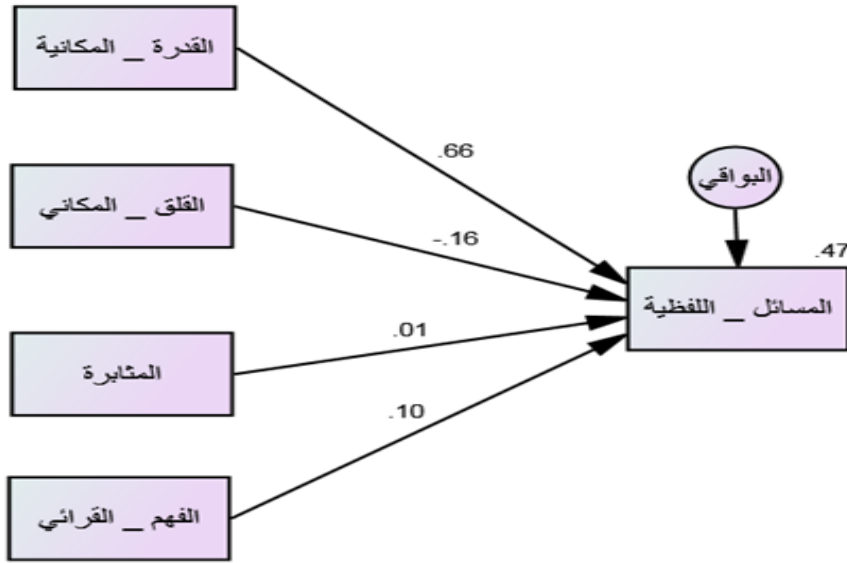 القدرة _ المكانية
.66
البواقي
القلق _ المكاني
-.16
.47
المسائل _ اللفظية
.01
المثابرة
.10
الفهم _ القرائي